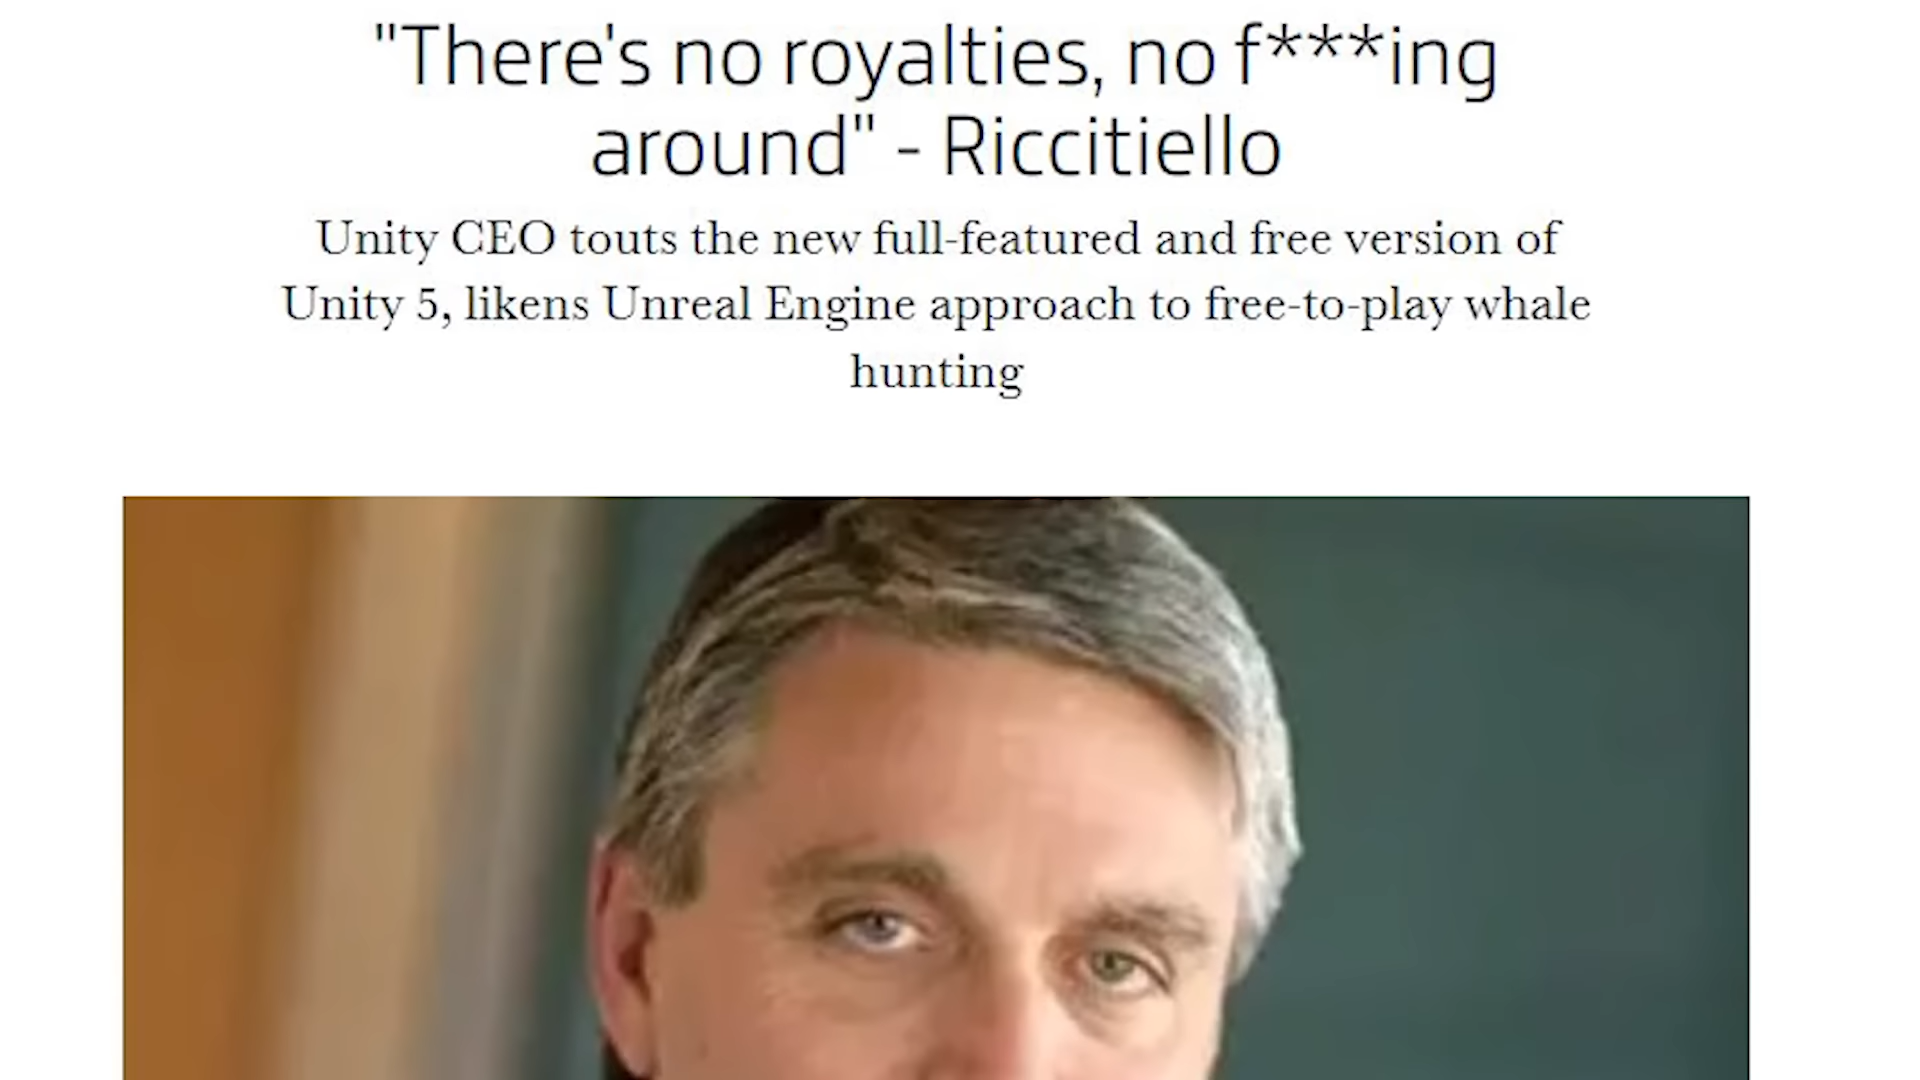 "There's no royalties, no f***ing
around" - Riccitiello
Unity CEO touts the new full-featured and free version of
Unity 5, likens Unreal Engine approach to free-to-play whale
hunting